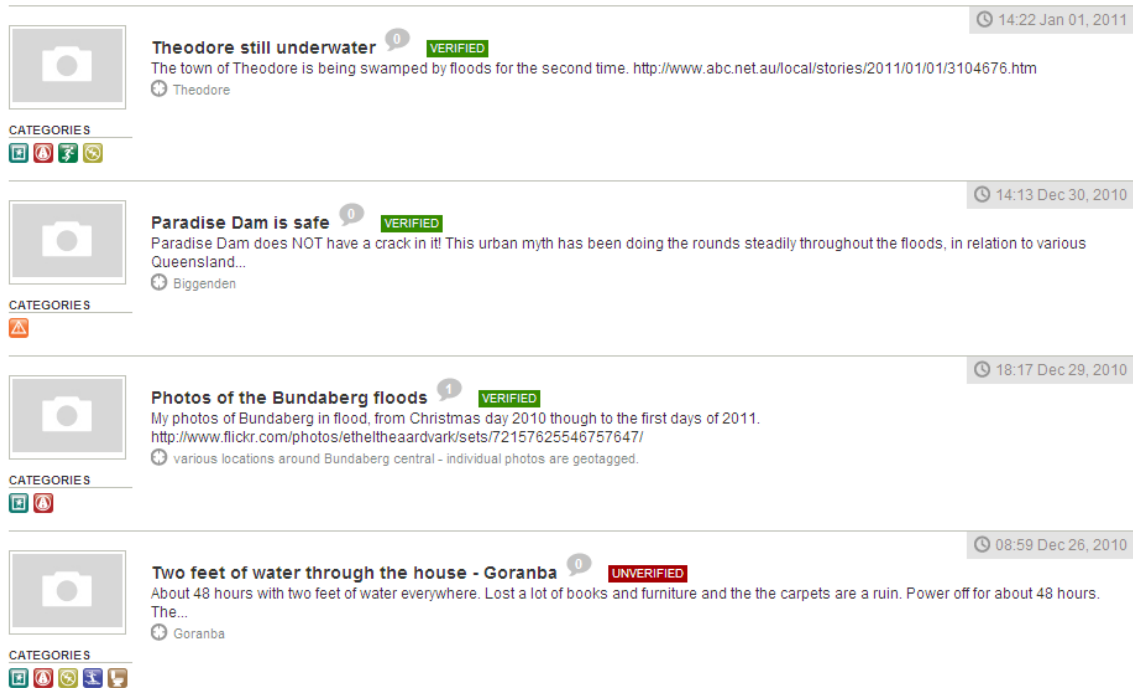 14:22 Jan 01, 2011
Theodore still underwater 0 VERIFIED
The town of Theodore is being swamped by floods for the second time. http://www.abc.net.au/local/stories/2011/01/01/3104676.htm
Theodore
CATEGORIES
14:13 Dec 30, 2010
Paradise Dam is safe 0 VERIFIED
Paradise Dam does NOT have a crack in it! This urban myth has been doing the rounds steadily throughout the floods, in relation to various
Queensland...
Biggenden
CATEGORIES
18:17 Dec 29, 2010
Photos of the Bundaberg floods 1 VERIFIED
My photos of Bundaberg in flood, from Christmas day 2010 though to the first days of 2011.
http://www.flickr.com/photos/etheltheaardvark/sets/72157625546757647/
various locations around Bundaberg central - individual photos are geotagged.
CATEGORIES
08:59 Dec 26, 2010
Two feet of water through the house - Goranba 0 UNVERIFIED
About 48 hours with two feet of water everywhere. Lost a lot of books and furniture and the the carpets are a ruin. Power off for about 48 hours.
The...
Goranba
CATEGORIES